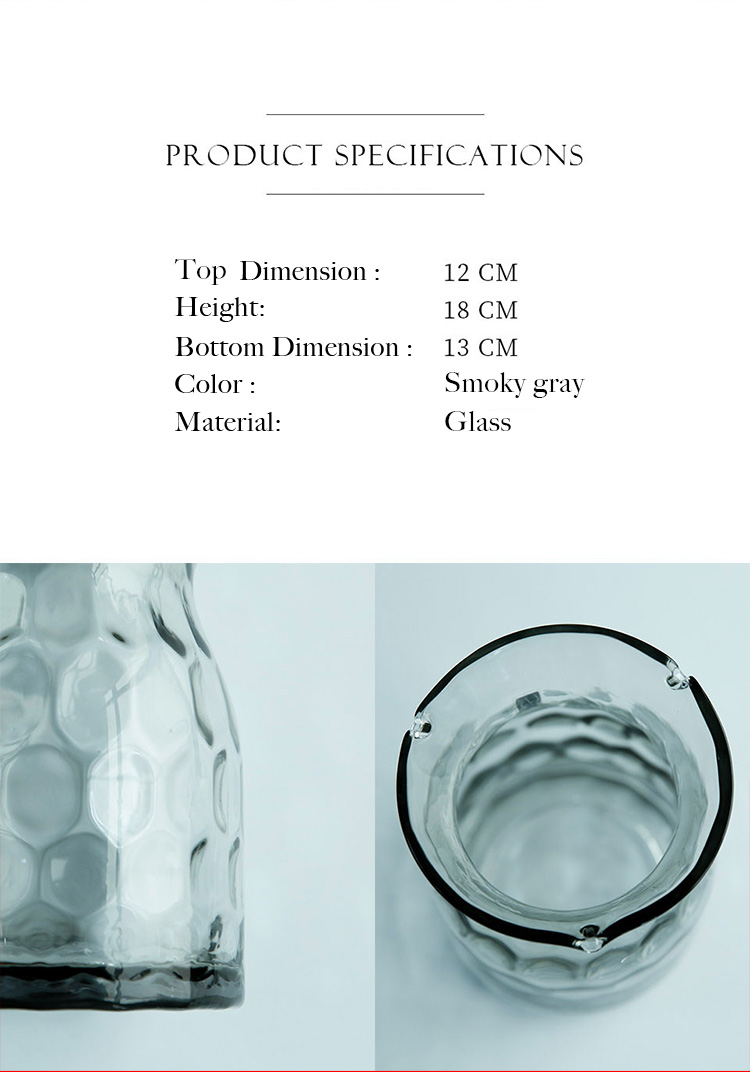 PRODUCT SPECIFICATIONS
Top Dimension : 12 CM
Height: 18 CM
Bottom Dimension : 13 CM
Color : Smoky gray
Material: Glass